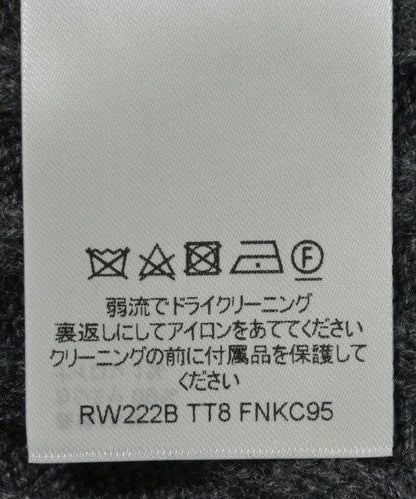 F
弱流でドライクリーニング
裏返しにしてアイロンをあててください
クリーニングの前に付属品を保護して
ください
RW222B TT8 FNKC95